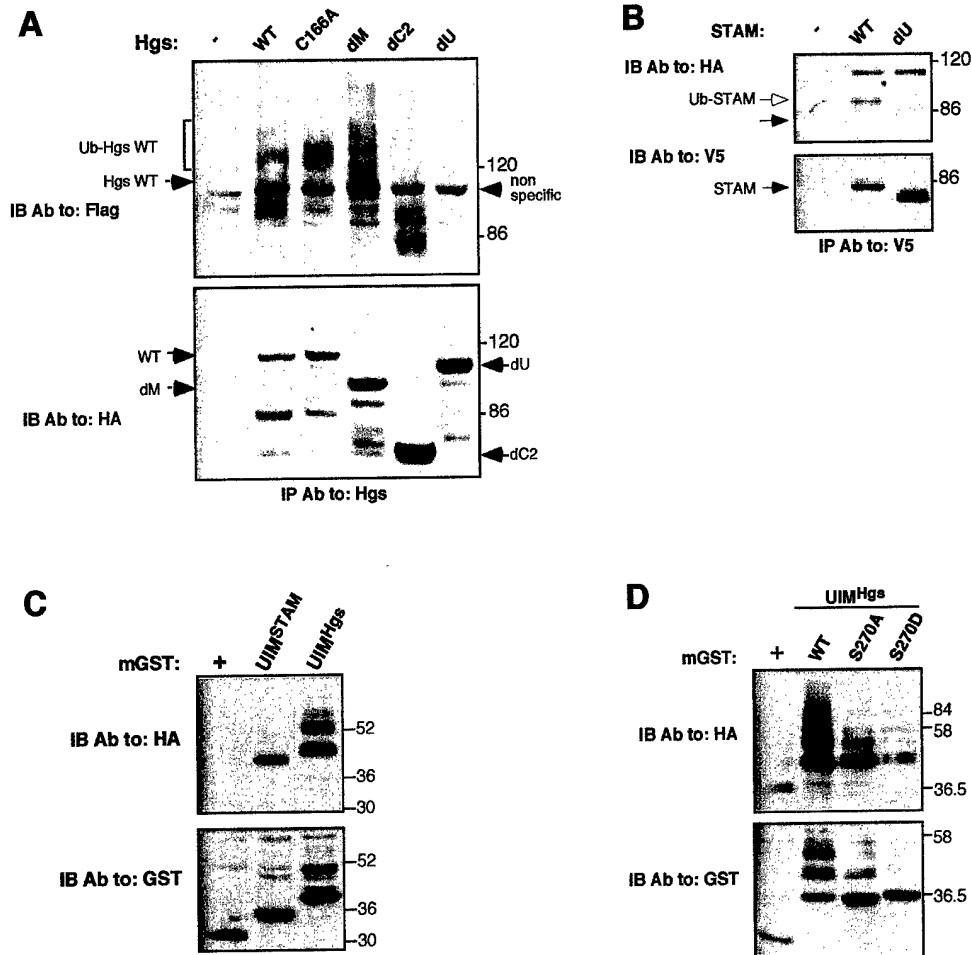 A
Hgs: - WT C166A dM dC2 dU
Ub-Hgs WT
Hgs WT
120
non specific
IB Ab to: Flag
86
WT
120
dU
dM
86
IB Ab to: HA
dC2
IP Ab to: Hgs
B
STAM: - WT dU
IB Ab to: HA
120
Ub-STAM
86
IB Ab to: V5
STAM
86
IP Ab to: V5
C
mGST: + UIMSTAM UIMHgs
IB Ab to: HA
52
36
30
IB Ab to: GST
52
36
30
D
UIMHgs
mGST: + WT S270A S270D
IB Ab to: HA
84
58
36.5
IB Ab to: GST
58
36.5